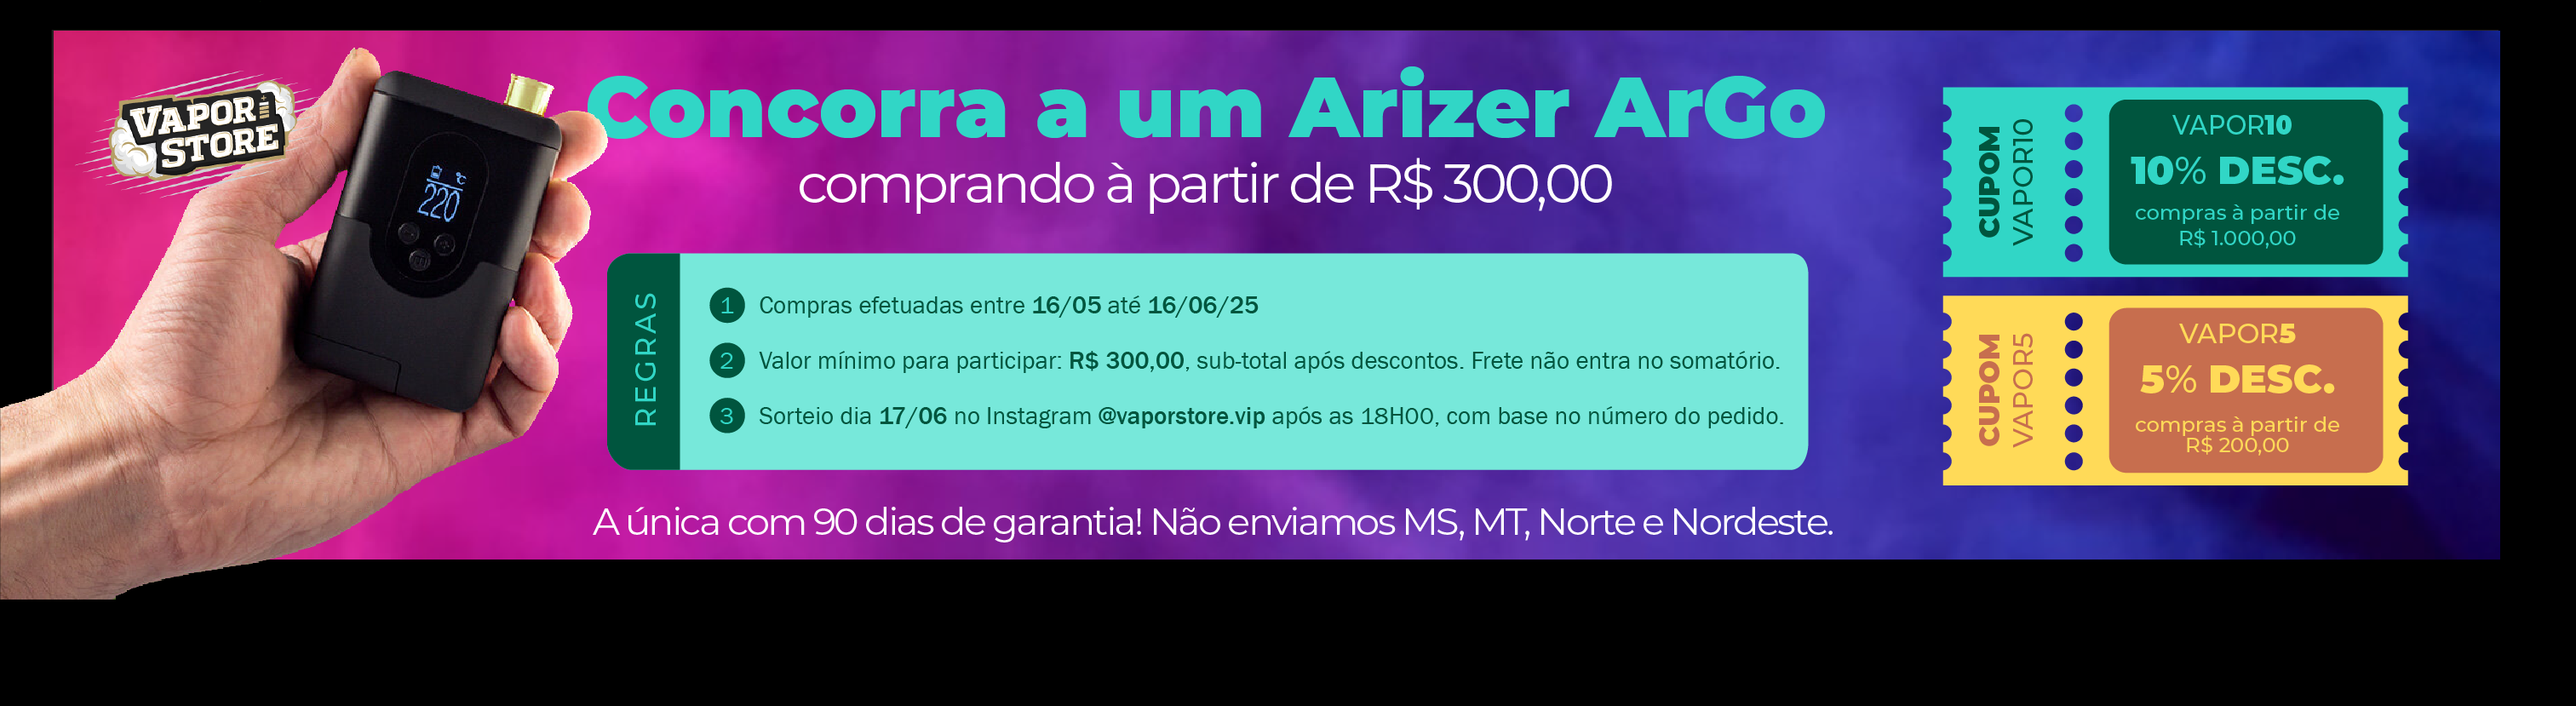 VAPOR
STORE
220
°C
Concorra a um Arizer ArGo
comprando à partir de R$ 300,00
REGRAS
1 Compras efetuadas entre 16/05 até 16/06/25
2 Valor mínimo para participar: R$ 300,00, sub-total após descontos. Frete não entra no somatório.
3 Sorteio dia 17/06 no Instagram @vaporstore.vip após as 18H00, com base no número do pedido.
A única com 90 dias de garantia! Não enviamos MS, MT, Norte e Nordeste.
CUPOM
VAPOR10
VAPOR10
10% DESC.
compras à partir de
R$ 1.000,00
CUPOM
VAPOR5
VAPOR5
5% DESC.
compras à partir de
R$ 200,00